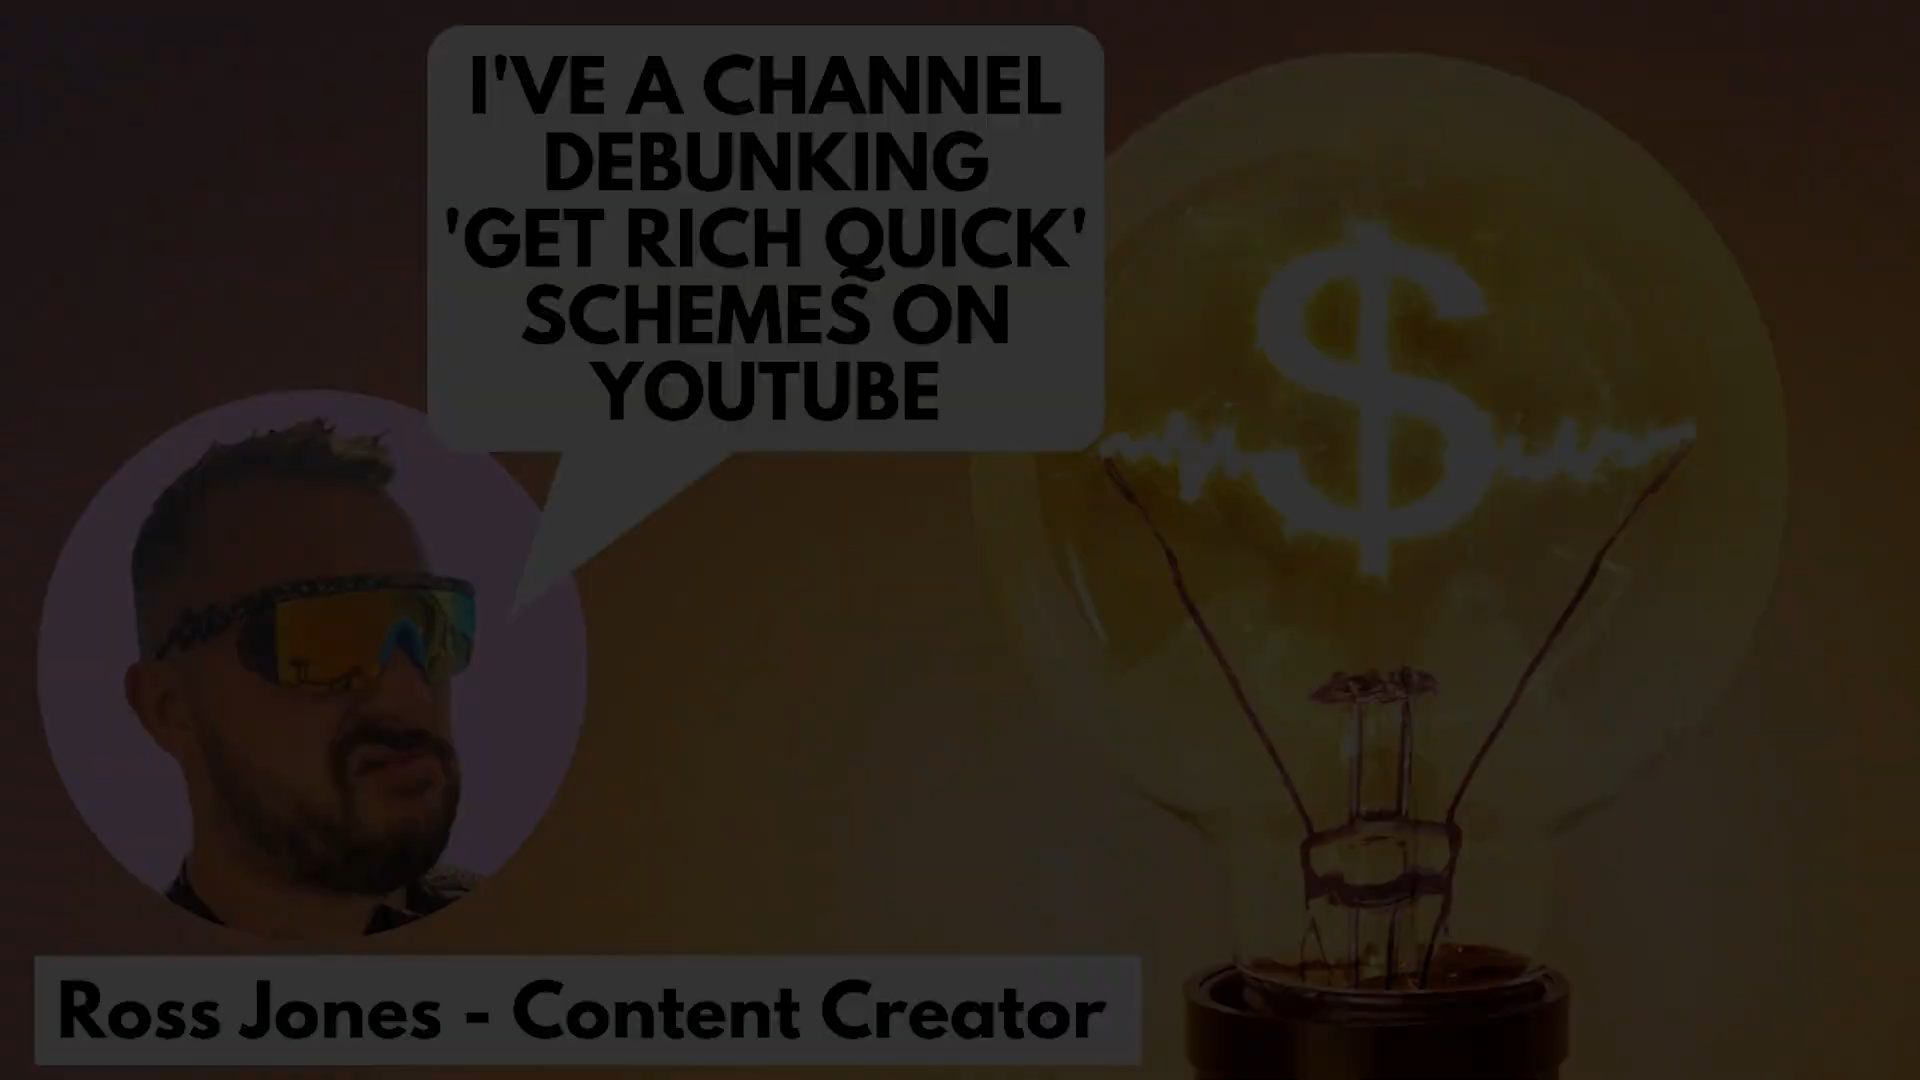 I'VE A CHANNEL
DEBUNKING
'GET RICH QUICK'
SCHEMES ON
YOUTUBE
Ross Jones - Content Creator